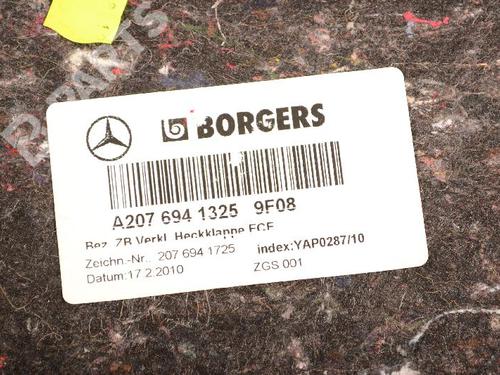 B-PARTS
BORGERS
A207 694 1325 9F08
Bez. ZB Verkl. Heckklappe ECE
Zeichn.-Nr.: 207 694 1725 index:YAP0287/10
Datum:17.2.2010 ZGS 001